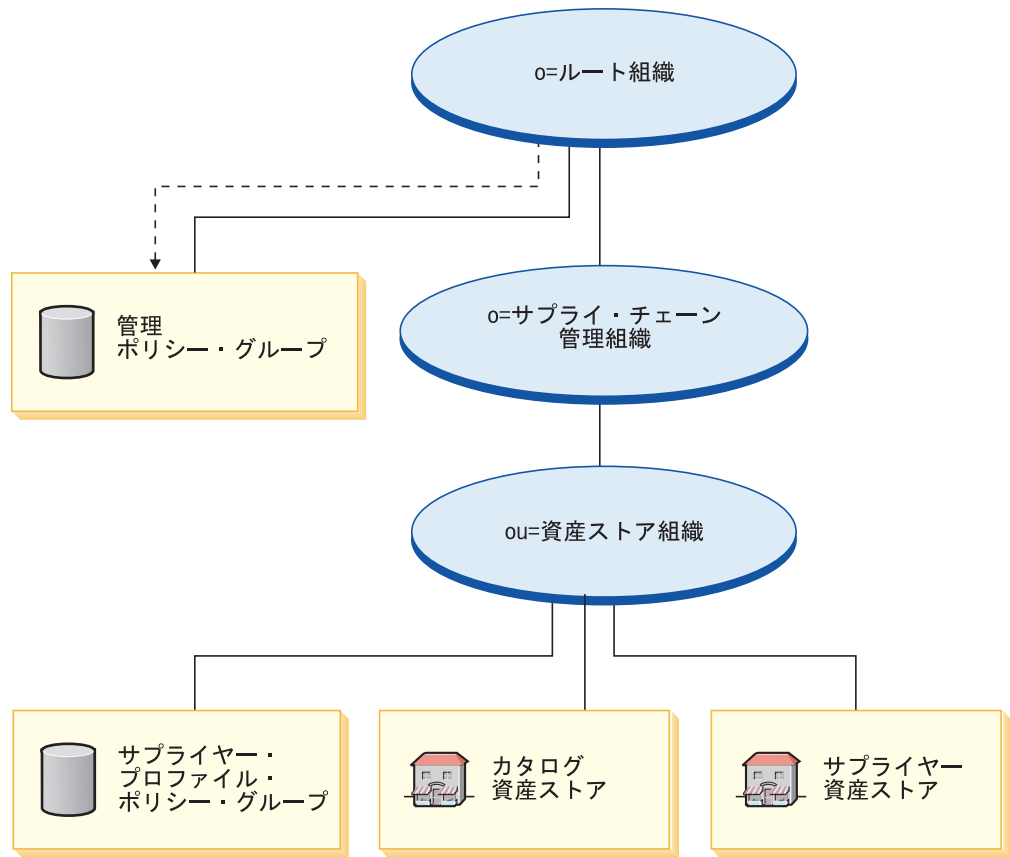 o=ルート組織
o=サプライ・チェーン
管理組織
管理
ポリシー・グループ
ou=資産ストア組織
サプライヤー・
プロファイル・
ポリシー・グループ
カタログ
資産ストア
サプライヤー
資産ストア